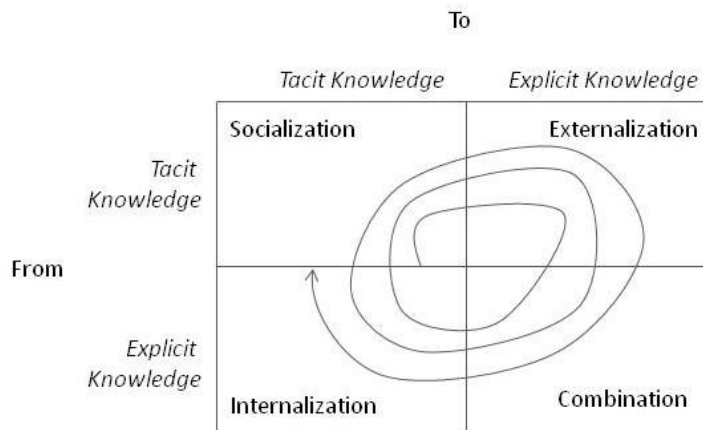 To
Tacit Knowledge
Explicit Knowledge
Socialization
Externalization
Tacit
Knowledge
From
Explicit
Knowledge
Internalization
Combination